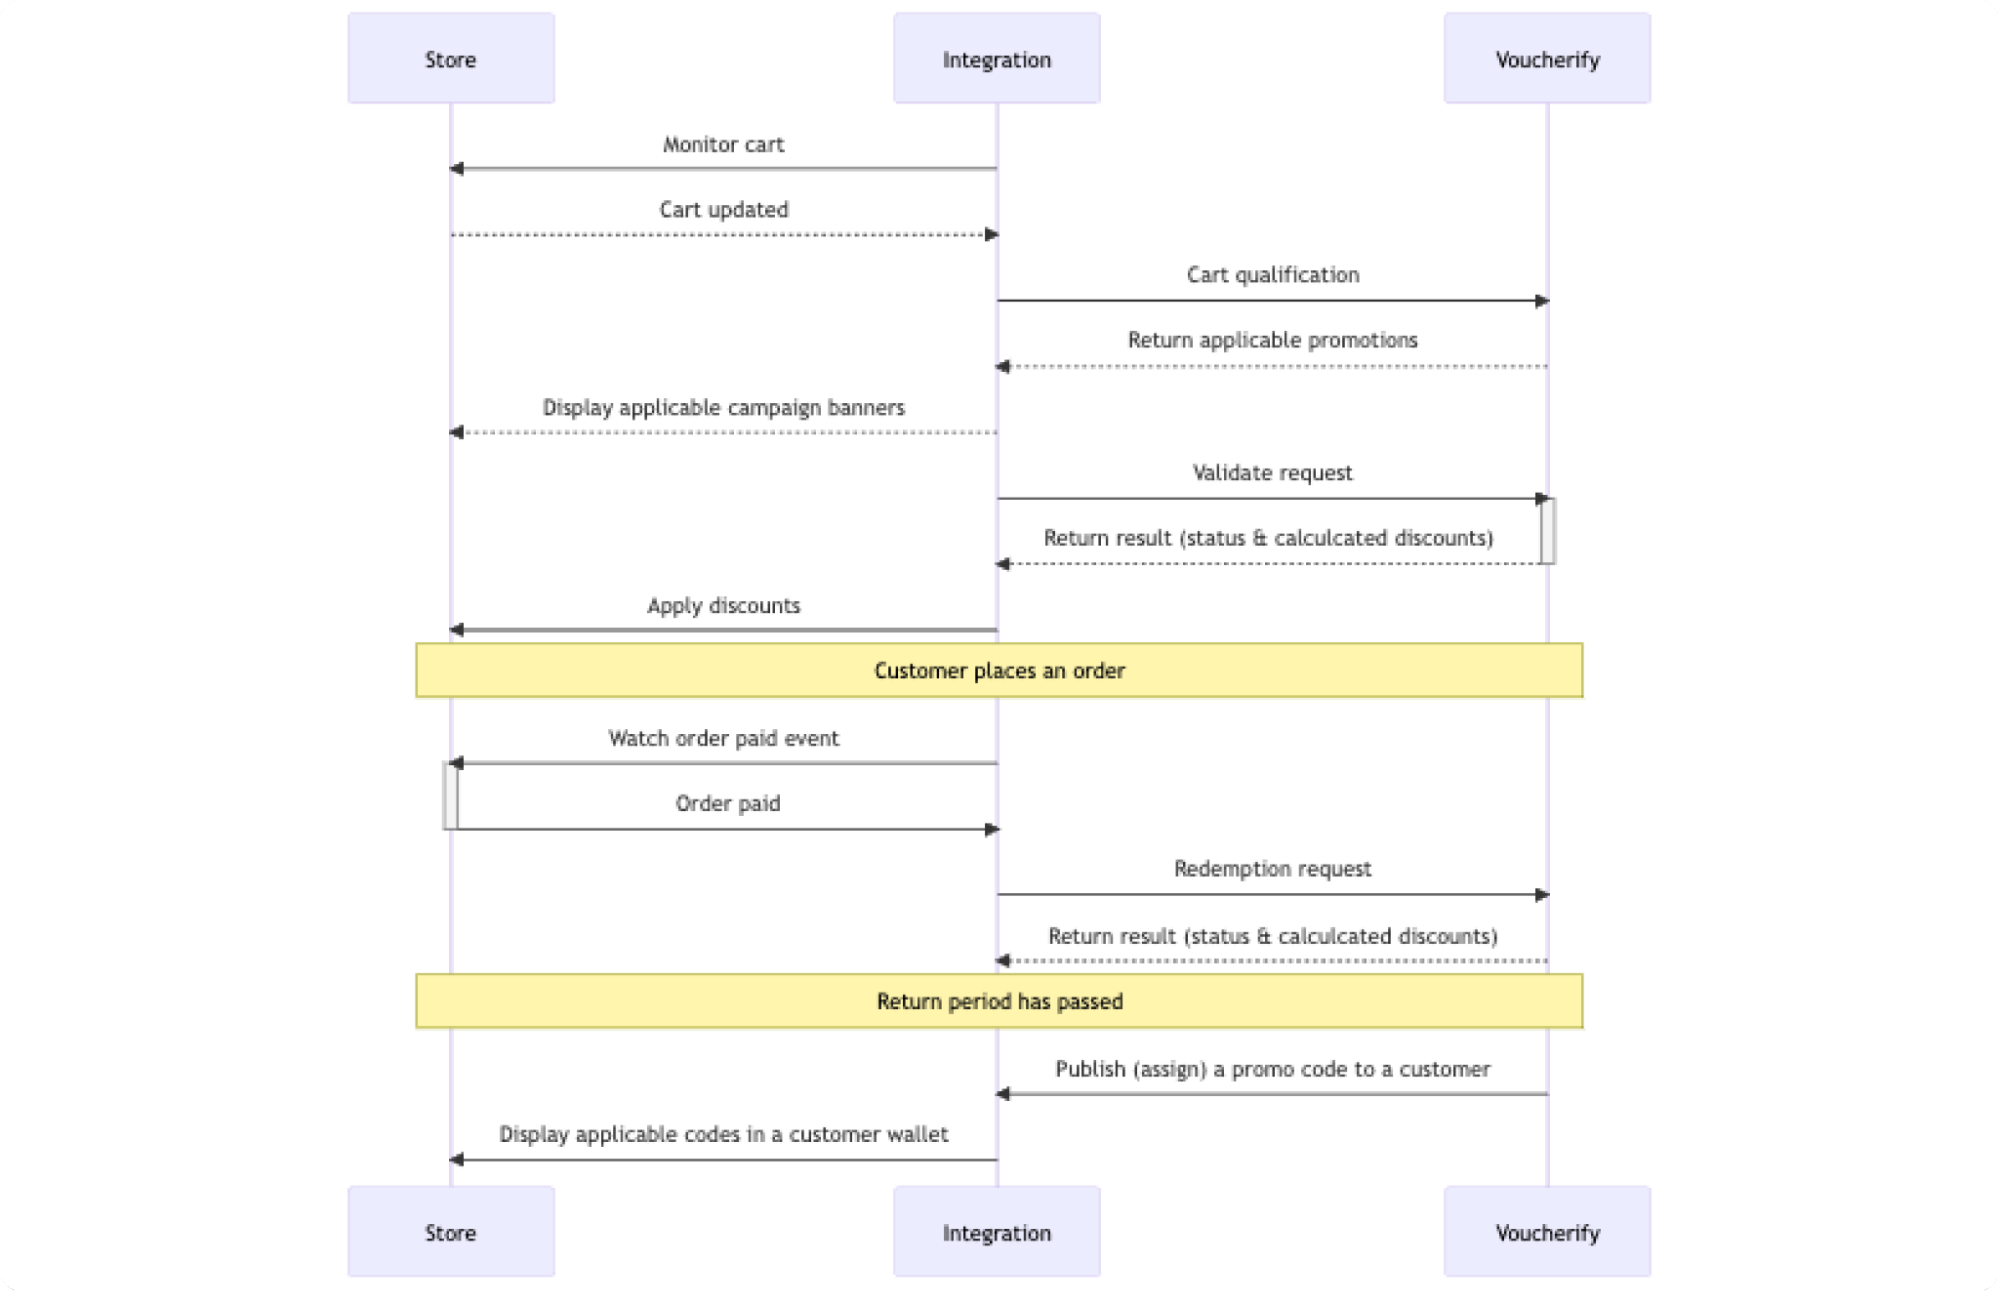 Store
Integration
Voucherify
Monitor cart
Cart updated
Cart qualification
Return applicable promotions
Display applicable campaign banners
Validate request
Return result (status & calculcated discounts)
Apply discounts
Customer places an order
Watch order paid event
Order paid
Redemption request
Return result (status & calculcated discounts)
Return period has passed
Publish (assign) a promo code to a customer
Display applicable codes in a customer wallet
Store
Integration
Voucherify